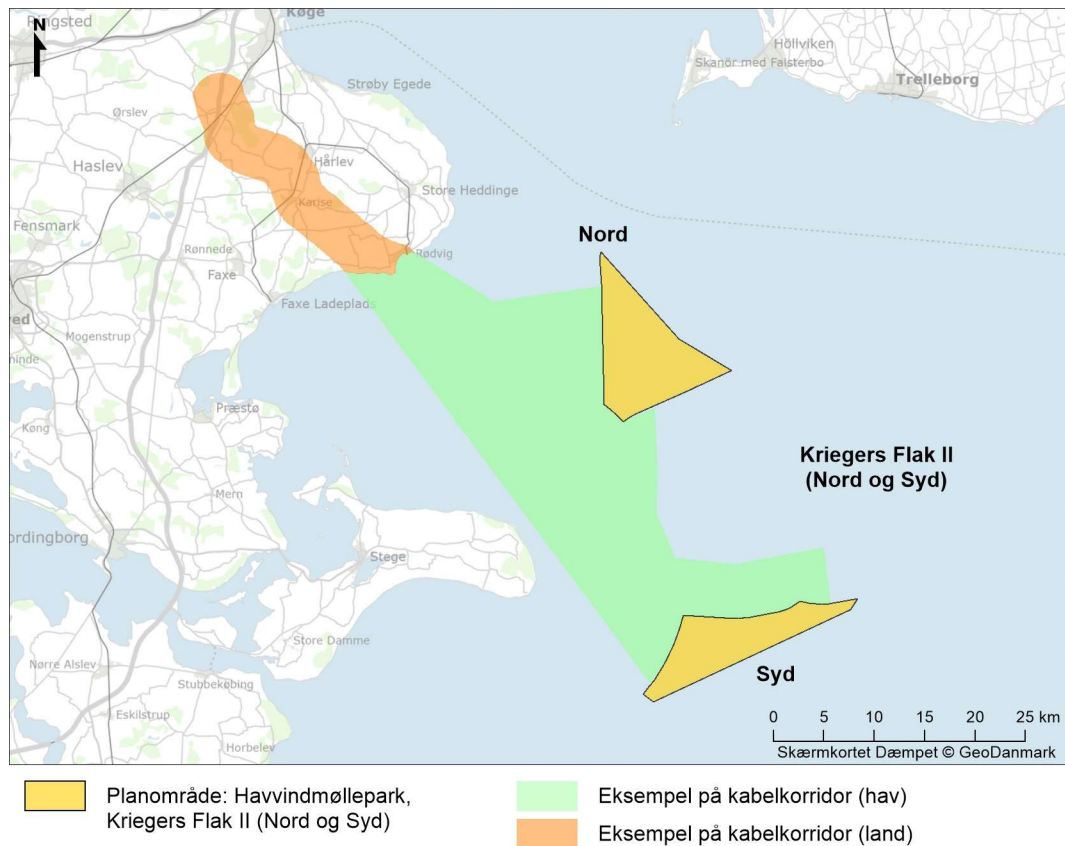 N
Ringsted
Køge
Höllviken
Skanör med Falsterbo
Trelleborg
Strøby Egede
Ørslev
Hårlev
Haslev
Store Heddinge
Karise
Fensmark
Rønnede
Rødvig
Nord
Faxe
Faxe Ladeplads
ed
Mogenstrup
ninde
Præstø
Køng
Kriegers Flak II
(Nord og Syd)
Mern
ordingborg
Stege
Store Damme
Nørre Alslev
Syd
Stubbekøbing
Eskilstrup
0 5 10 15 20 25 km
Horbelev
Skærmkortet Dæmpet © GeoDanmark
Planområde: Havvindmøllepark,
Kriegers Flak II (Nord og Syd)
Eksempel på kabelkorridor (hav)
Eksempel på kabelkorridor (land)